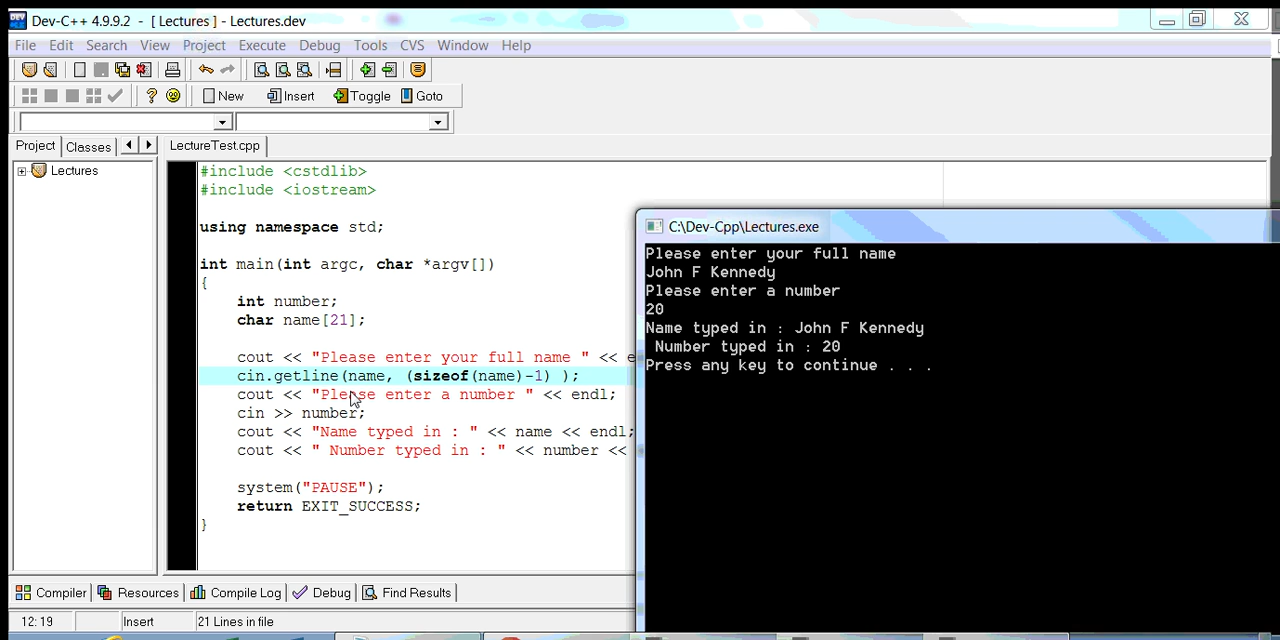 Dev-C++ 4.9.9.2 - [ Lectures ] - Lectures.dev
File Edit Search View Project Execute Debug Tools CVS Window Help
New Insert Toggle Goto
Project Classes LectureTest.cpp
Lectures
#include <cstdlib>
#include <iostream>
using namespace std;
int main(int argc, char *argv[])
{
int number;
char name[21];
cout << "Please enter your full name " << e
cin.getline(name, (sizeof(name)-1) );
cout << "Please enter a number " << endl;
cin >> number;
cout << "Name typed in : " << name << endl;
cout << " Number typed in : " << number <<
system("PAUSE");
return EXIT_SUCCESS;
}
C:\Dev-Cpp\Lectures.exe
Please enter your full name
John F Kennedy
Please enter a number
20
Name typed in : John F Kennedy
Number typed in : 20
Press any key to continue . . .
Compiler Resources Compile Log Debug Find Results
12: 19 Insert 21 Lines in file